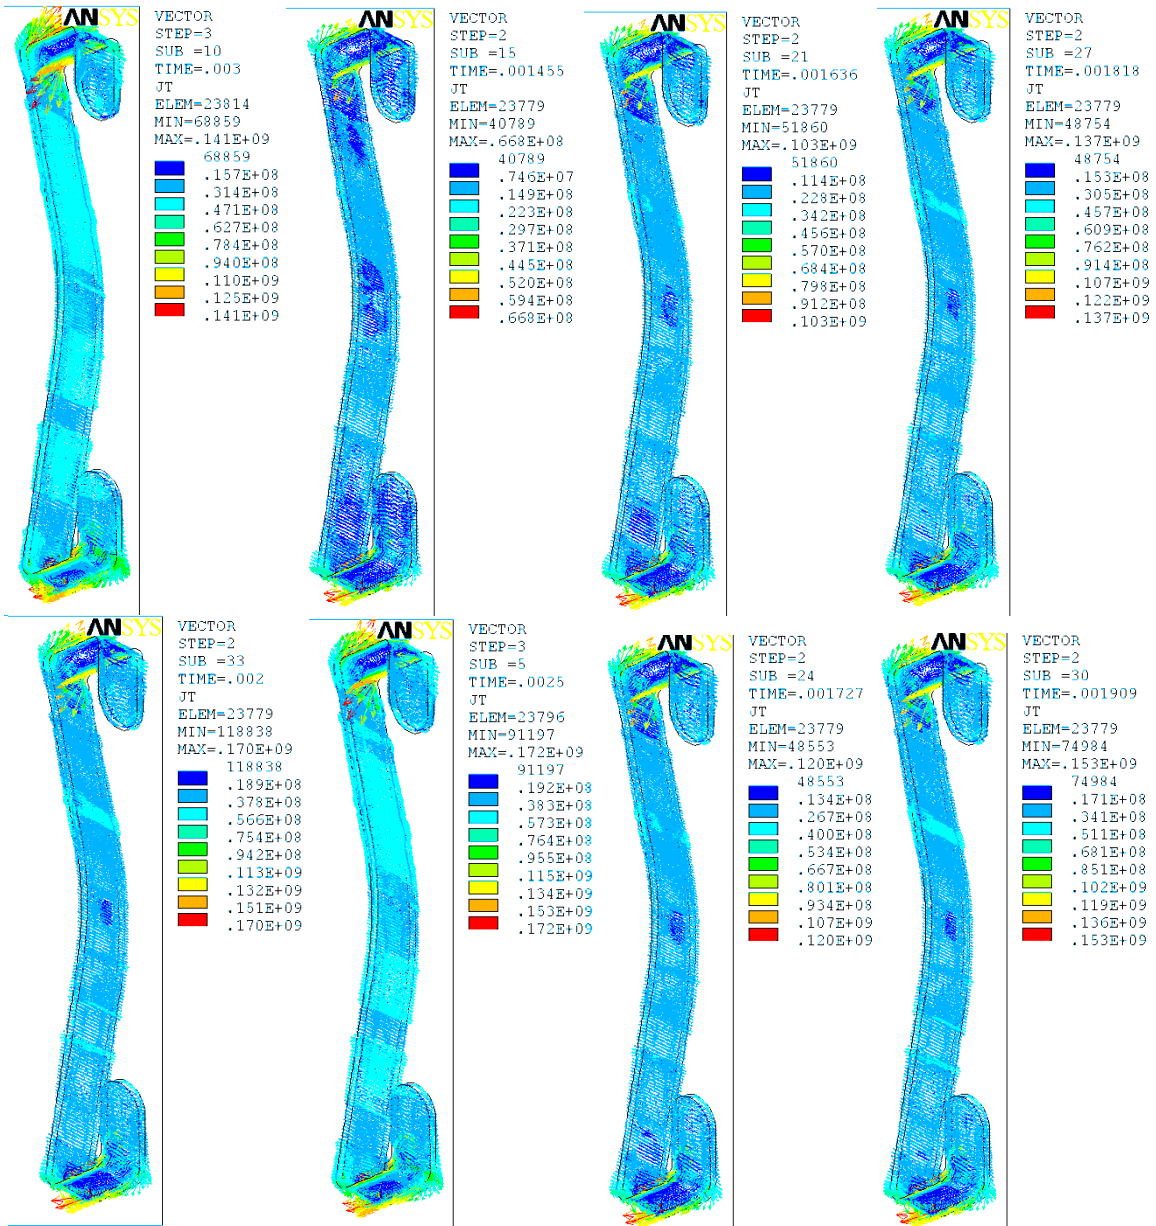 ANSYS
VECTOR
STEP=3
SUB =10
TIME=.003
JT
ELEM=23814
MIN=68859
MAX=.141E+09
68859
.157E+08
.314E+08
.471E+08
.627E+08
.784E+08
.940E+08
.110E+09
.125E+09
.141E+09
ANSYS
VECTOR
STEP=2
SUB =15
TIME=.001455
JT
ELEM=23779
MIN=40789
MAX=.668E+08
40789
.746E+07
.149E+08
.223E+08
.297E+08
.371E+08
.445E+08
.520E+08
.594E+08
.668E+08
ANSYS
VECTOR
STEP=2
SUB =21
TIME=.001636
JT
ELEM=23779
MIN=51860
MAX=.103E+09
51860
.114E+08
.228E+08
.342E+08
.456E+08
.570E+08
.684E+08
.798E+08
.912E+08
.103E+09
ANSYS
VECTOR
STEP=2
SUB =27
TIME=.001818
JT
ELEM=23779
MIN=48754
MAX=.137E+09
48754
.153E+08
.305E+08
.457E+08
.609E+08
.762E+08
.914E+08
.107E+09
.122E+09
.137E+09
ANSYS
VECTOR
STEP=2
SUB =33
TIME=.002
JT
ELEM=23779
MIN=118838
MAX=.170E+09
118838
.189E+08
.378E+08
.566E+08
.754E+08
.942E+08
.113E+09
.132E+09
.151E+09
.170E+09
ANSYS
VECTOR
STEP=3
SUB =5
TIME=.0025
JT
ELEM=23796
MIN=91197
MAX=.172E+09
91197
.192E+08
.383E+08
.573E+08
.764E+08
.955E+08
.115E+09
.134E+09
.153E+09
.172E+09
ANSYS
VECTOR
STEP=2
SUB =24
TIME=.001727
JT
ELEM=23779
MIN=48553
MAX=.120E+09
48553
.134E+08
.267E+08
.400E+08
.534E+08
.667E+08
.801E+08
.934E+08
.107E+09
.120E+09
ANSYS
VECTOR
STEP=2
SUB =30
TIME=.001909
JT
ELEM=23779
MIN=74984
MAX=.153E+09
74984
.171E+08
.341E+08
.511E+08
.681E+08
.851E+08
.102E+09
.119E+09
.136E+09
.153E+09